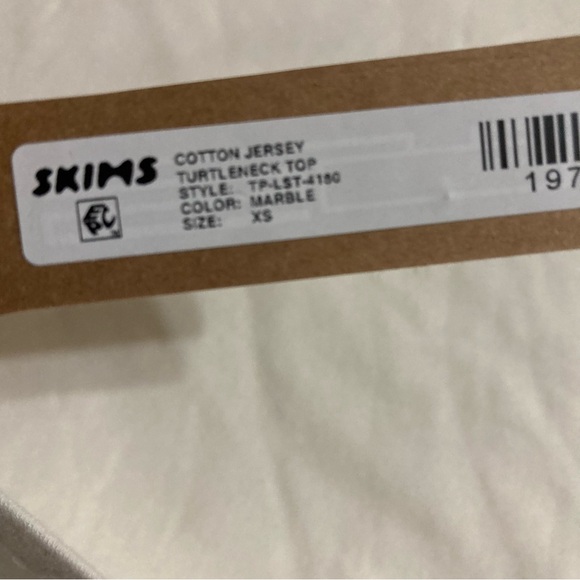 SKIMS
COTTON JERSEY
TURTLENECK TOP
STYLE: TP-LST-4180
COLOR: MARBLE
SIZE: XS
197